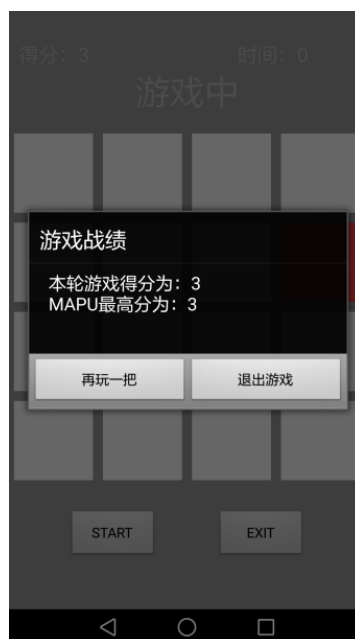 得分：3 时间：0
游戏中
游戏战绩
本轮游戏得分为：3
MAPU最高分为：3
再玩一把 退出游戏
START EXIT